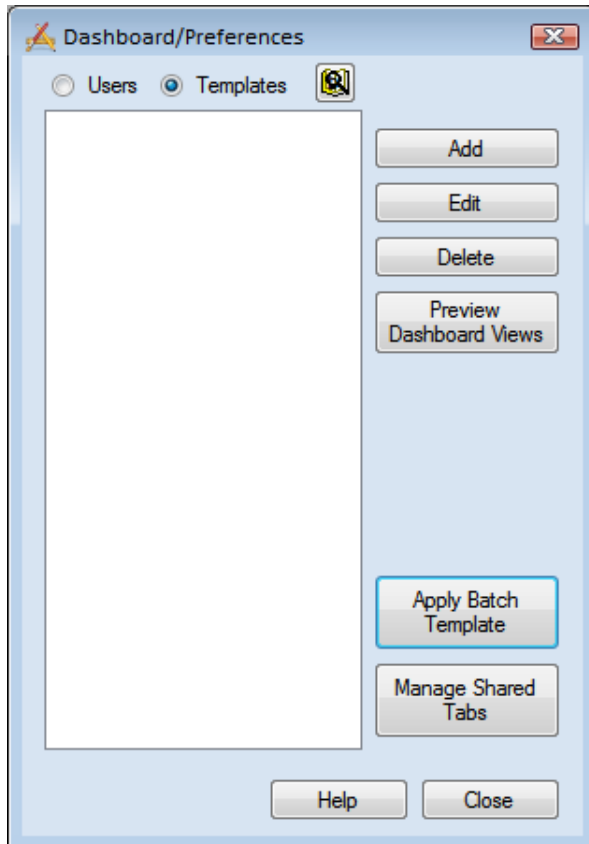 Dashboard/Preferences
Users Templates
Add
Edit
Delete
Preview
Dashboard Views
Apply Batch
Template
Manage Shared
Tabs
Help Close